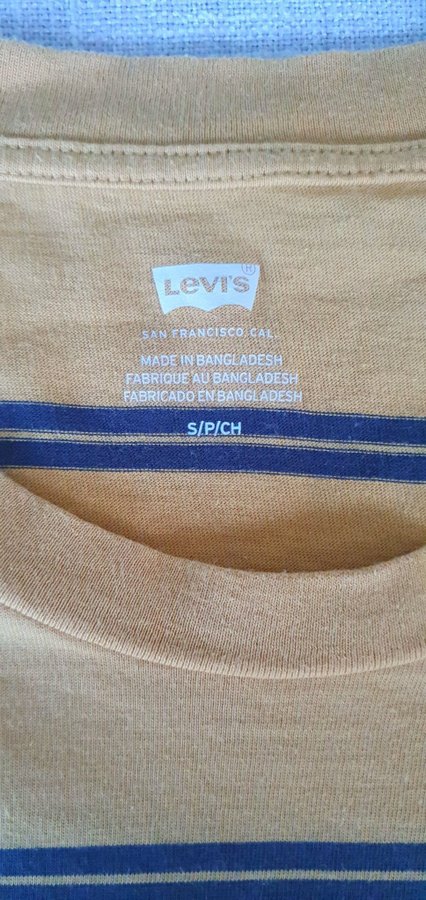 Levi's ®
SAN FRANCISCO, CAL.
MADE IN BANGLADESH
FABRIQUE AU BANGLADESH
FABRICADO EN BANGLADESH
S/P/CH